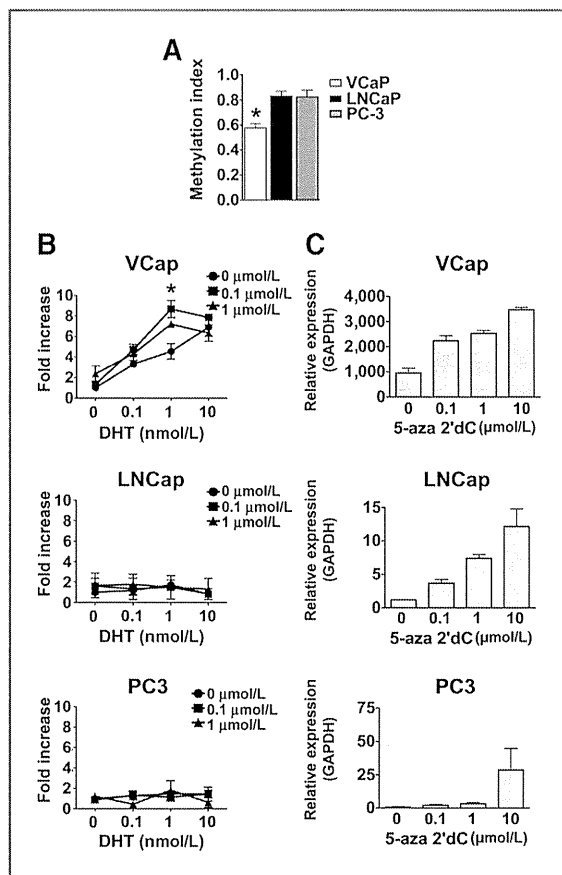 A
VCaP
LNCaP
PC-3
Methylation index
1.0
0.8
0.6
0.4
0.2
0.0
*
B
VCap
0 μmol/L
0.1 μmol/L
1 μmol/L
Fold increase
10
8
6
4
2
0
*
0 0.1 1 10
DHT (nmol/L)
LNCap
0 μmol/L
0.1 μmol/L
1 μmol/L
Fold increase
10
8
6
4
2
0
0 0.1 1 10
DHT (nmol/L)
PC3
0 μmol/L
0.1 μmol/L
1 μmol/L
Fold increase
10
8
6
4
2
0
0 0.1 1 10
DHT (nmol/L)
C
VCap
Relative expression
(GAPDH)
4,000
3,000
2,000
1,000
0
0 0.1 1 10
5-aza 2'dC (μmol/L)
LNCap
Relative expression
(GAPDH)
15
10
5
0
0 0.1 1 10
5-aza 2'dC (μmol/L)
PC3
Relative expression
(GAPDH)
75
50
25
0
0 0.1 1 10
5-aza 2'dC (μmol/L)